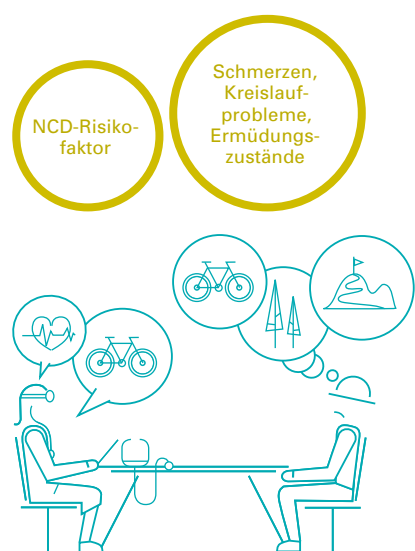 NCD-Risiko-
faktor
Schmerzen,
Kreislauf-
probleme,
Ermüdungs-
zustände